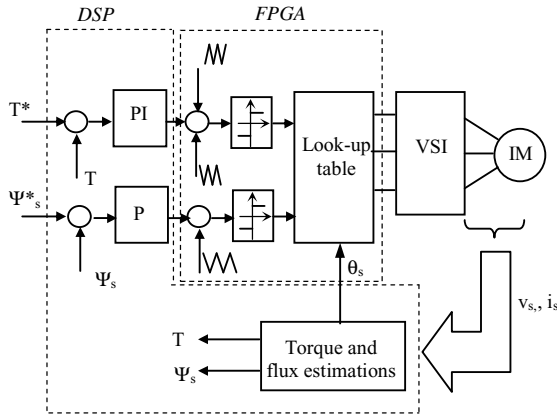 DSP
FPGA
T*
PI
T
Look-up
table
VSI
IM
Ψ*s
P
Ψs
θs
vs,, is
T
Ψs
Torque and
flux estimations